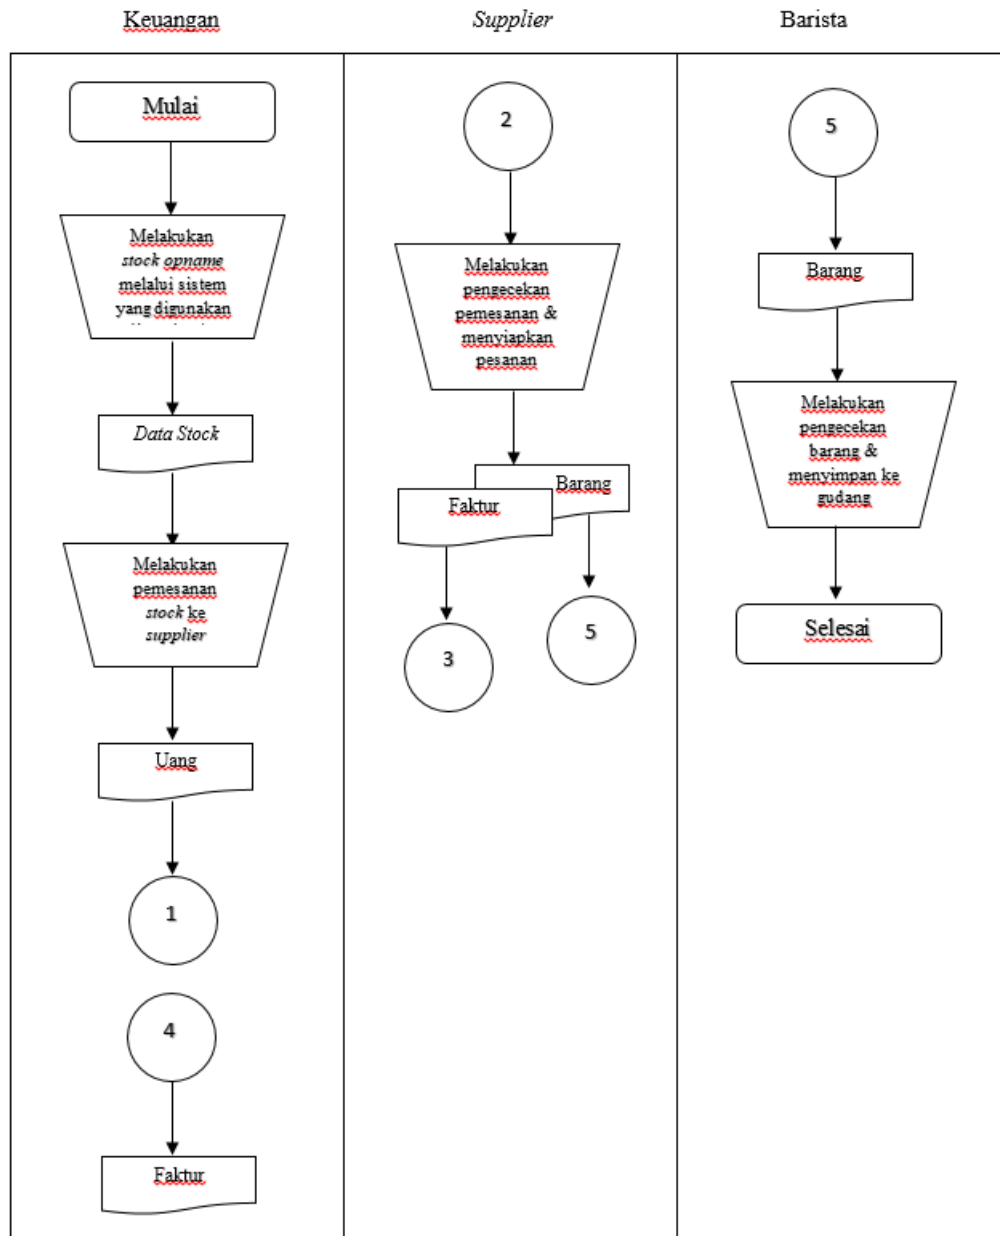 Keuangan
Supplier
Barista
Mulai
Melakukan
stock opname
melalui sistem
yang digunakan
Data Stock
Melakukan
pemesanan
stock ke
supplier
Uang
1
4
Faktur
2
Melakukan
pengecekan
pemesanan &
menyiapkan
pesanan
Barang
Faktur
3
5
5
Barang
Melakukan
pengecekan
barang &
menyimpan ke
gudang
Selesai